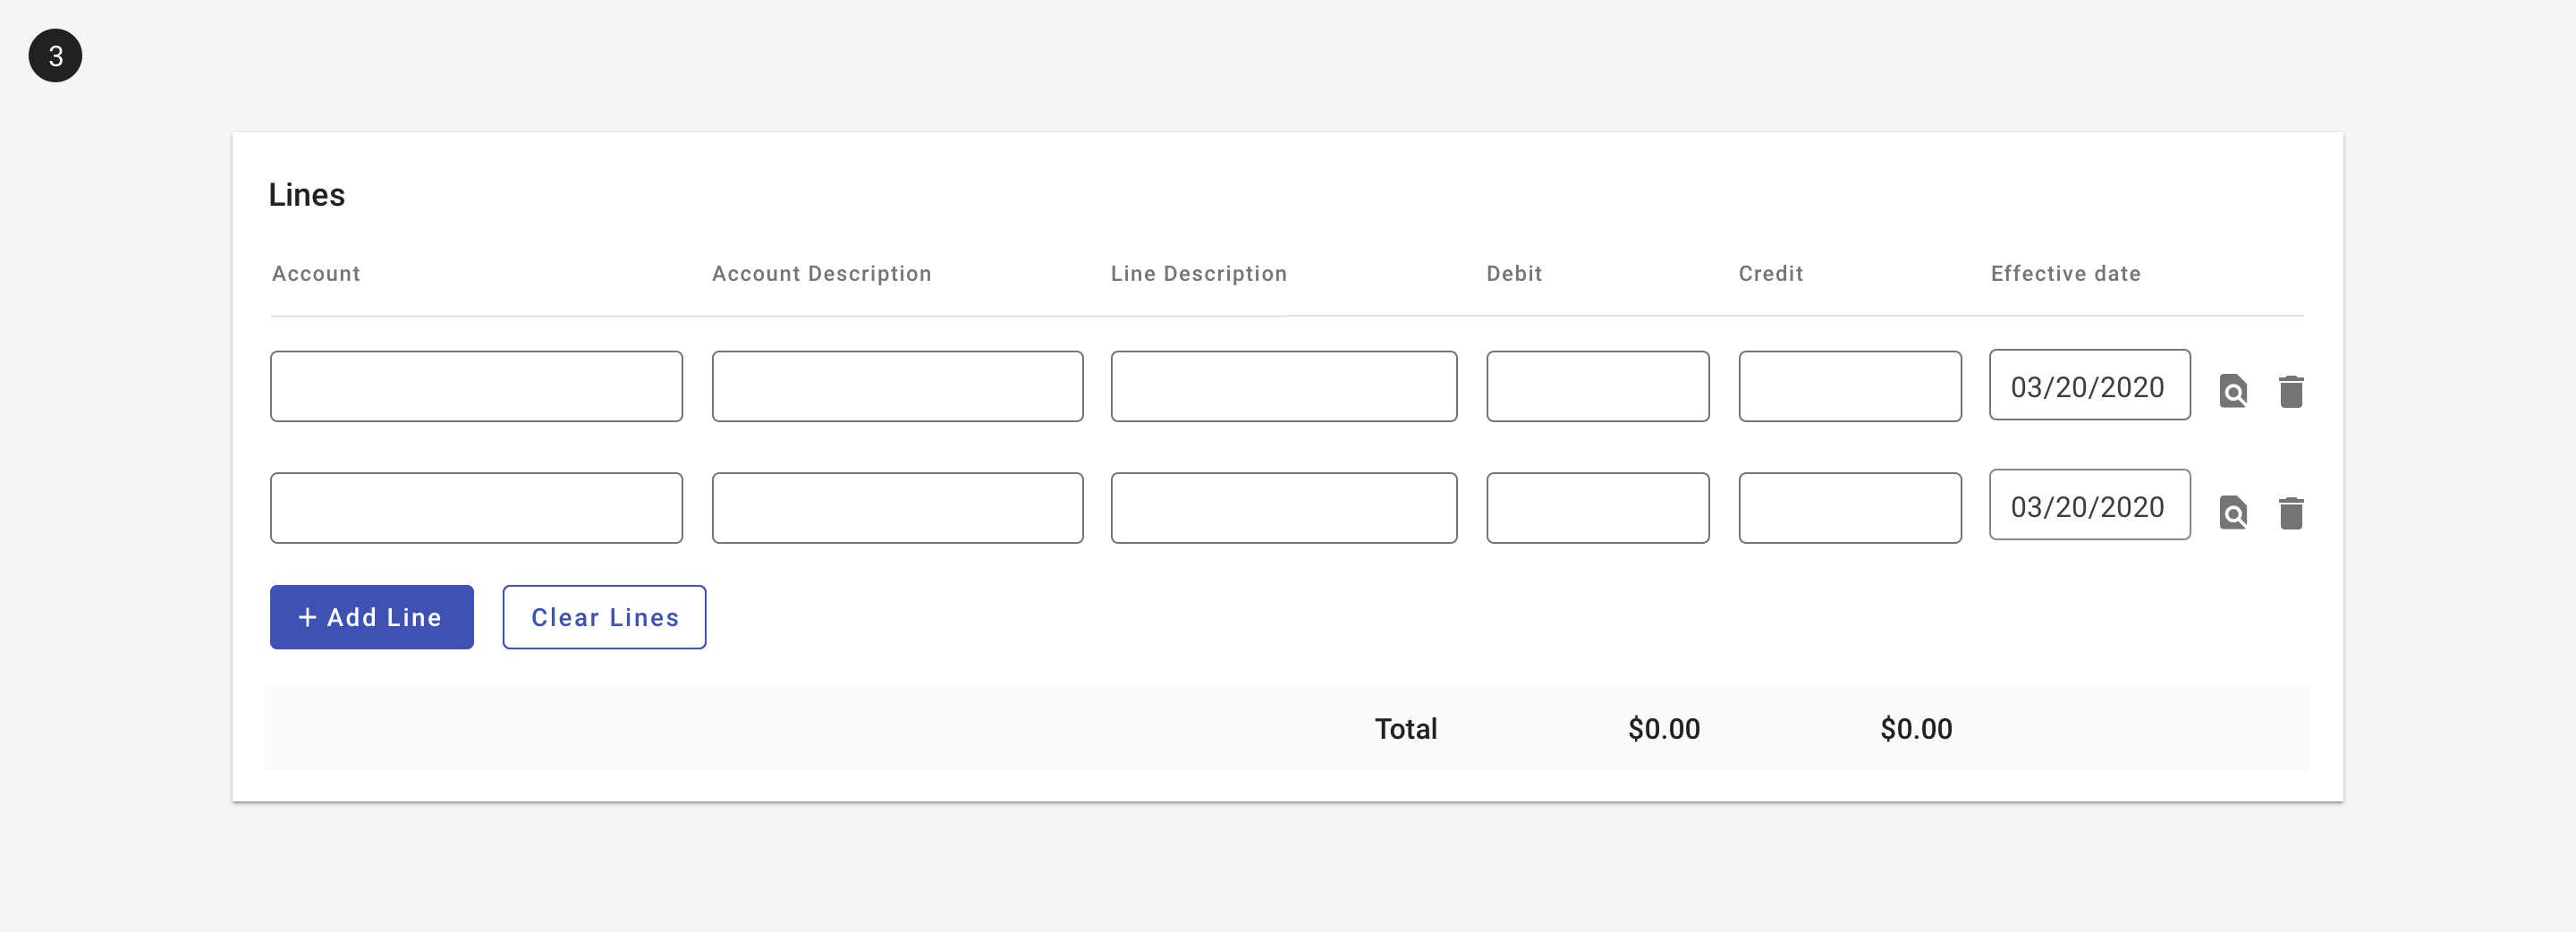 3
Lines
Account Account Description Line Description Debit Credit Effective date
03/20/2020
03/20/2020
+ Add Line Clear Lines
Total $0.00 $0.00